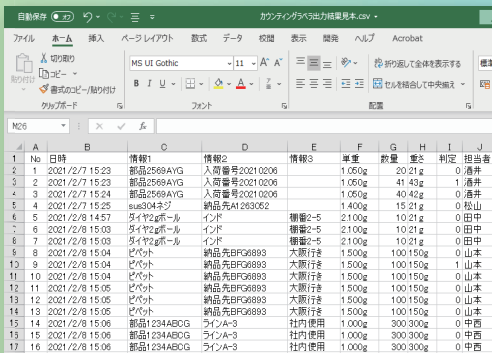 自動保存 オフ カウンティングラベラ出力結果見本.csv
ファイル ホーム 挿入 ページレイアウト 数式 データ 校閲 表示 開発 ヘルプ Acrobat
貼り付け 切り取り MS UI Gothic 11 折り返して全体を表示する 標準
コピー
書式のコピー/貼り付け B I U セルを結合して中央揃え
クリップボード フォント 配置
M26 fx
A B C D E F G H I J
1 No 日時 情報1 情報2 情報3 単重 数量 重さ 判定 担当者
2 1 2021/2/7 15:23 部品2569AYG 入荷番号20210206 1.050g 20 21g 0 酒井
3 2 2021/2/7 15:23 部品2569AYG 入荷番号20210206 1.050g 41 43g 1 酒井
4 3 2021/2/7 15:24 部品2569AYG 入荷番号20210206 1.050g 40 42g 0 酒井
5 4 2021/2/7 15:25 sus304ネジ 納品先A1263052 1.400g 15 21g 0 松山
6 5 2021/2/8 14:57 ダイヤ2gボール インド 棚番2-5 2.100g 10 21g 0 田中
7 6 2021/2/8 15:03 ダイヤ2gボール インド 棚番2-5 2.100g 10 21g 0 田中
8 7 2021/2/8 15:03 ダイヤ2gボール インド 棚番2-5 2.100g 10 21g 0 田中
9 8 2021/2/8 15:04 ピペット 納品先BFG6893 大阪行き 1.500g 100 150g 0 山本
10 9 2021/2/8 15:04 ピペット 納品先BFG6893 大阪行き 1.500g 100 150g 1 山本
11 10 2021/2/8 15:04 ピペット 納品先BFG6893 大阪行き 1.500g 100 150g 0 山本
12 11 2021/2/8 15:05 ピペット 納品先BFG6893 大阪行き 1.500g 100 150g 0 山本
13 12 2021/2/8 15:05 ピペット 納品先BFG6893 大阪行き 1.500g 100 150g 0 山本
14 13 2021/2/8 15:05 ピペット 納品先BFG6893 大阪行き 1.500g 100 150g 0 山本
15 14 2021/2/8 15:06 部品1234ABCG ラインA-3 社内使用 1.000g 300 300g 0 中西
16 15 2021/2/8 15:06 部品1234ABCG ラインA-3 社内使用 1.000g 300 300g 0 中西
17 16 2021/2/8 15:06 部品1234ABCG ラインA-3 社内使用 1.000g 300 300g 0 中西